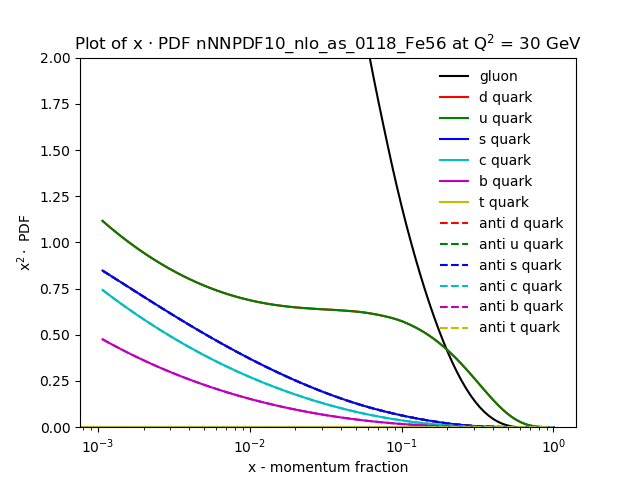 Plot of x · PDF nNNPDF10_nlo_as_0118_Fe56 at Q² = 30 GeV
2.00
1.75
1.50
1.25
1.00
0.75
0.50
0.25
0.00
x² · PDF
gluon
d quark
u quark
s quark
c quark
b quark
t quark
anti d quark
anti u quark
anti s quark
anti c quark
anti b quark
anti t quark
10⁻³ 10⁻² 10⁻¹ 10⁰
x - momentum fraction